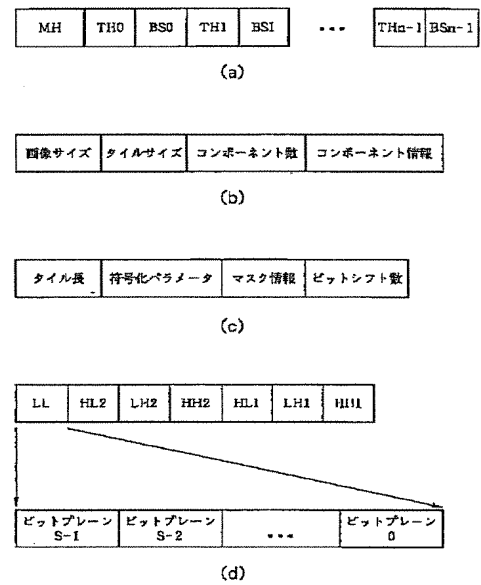 MH TH0 BS0 TH1 BS1 ••• THn-1 BSn-1
(a)
画像サイズ タイルサイズ コンポーネント数 コンポーネント情報
(b)
タイル長 符号化パラメータ マスク情報 ビットシフト数
(c)
LL HL2 LH2 HH2 HL1 LH1 HH1
ビットプレーン ビットプレーン ビットプレーン
S-1 S-2 ••• 0
(d)